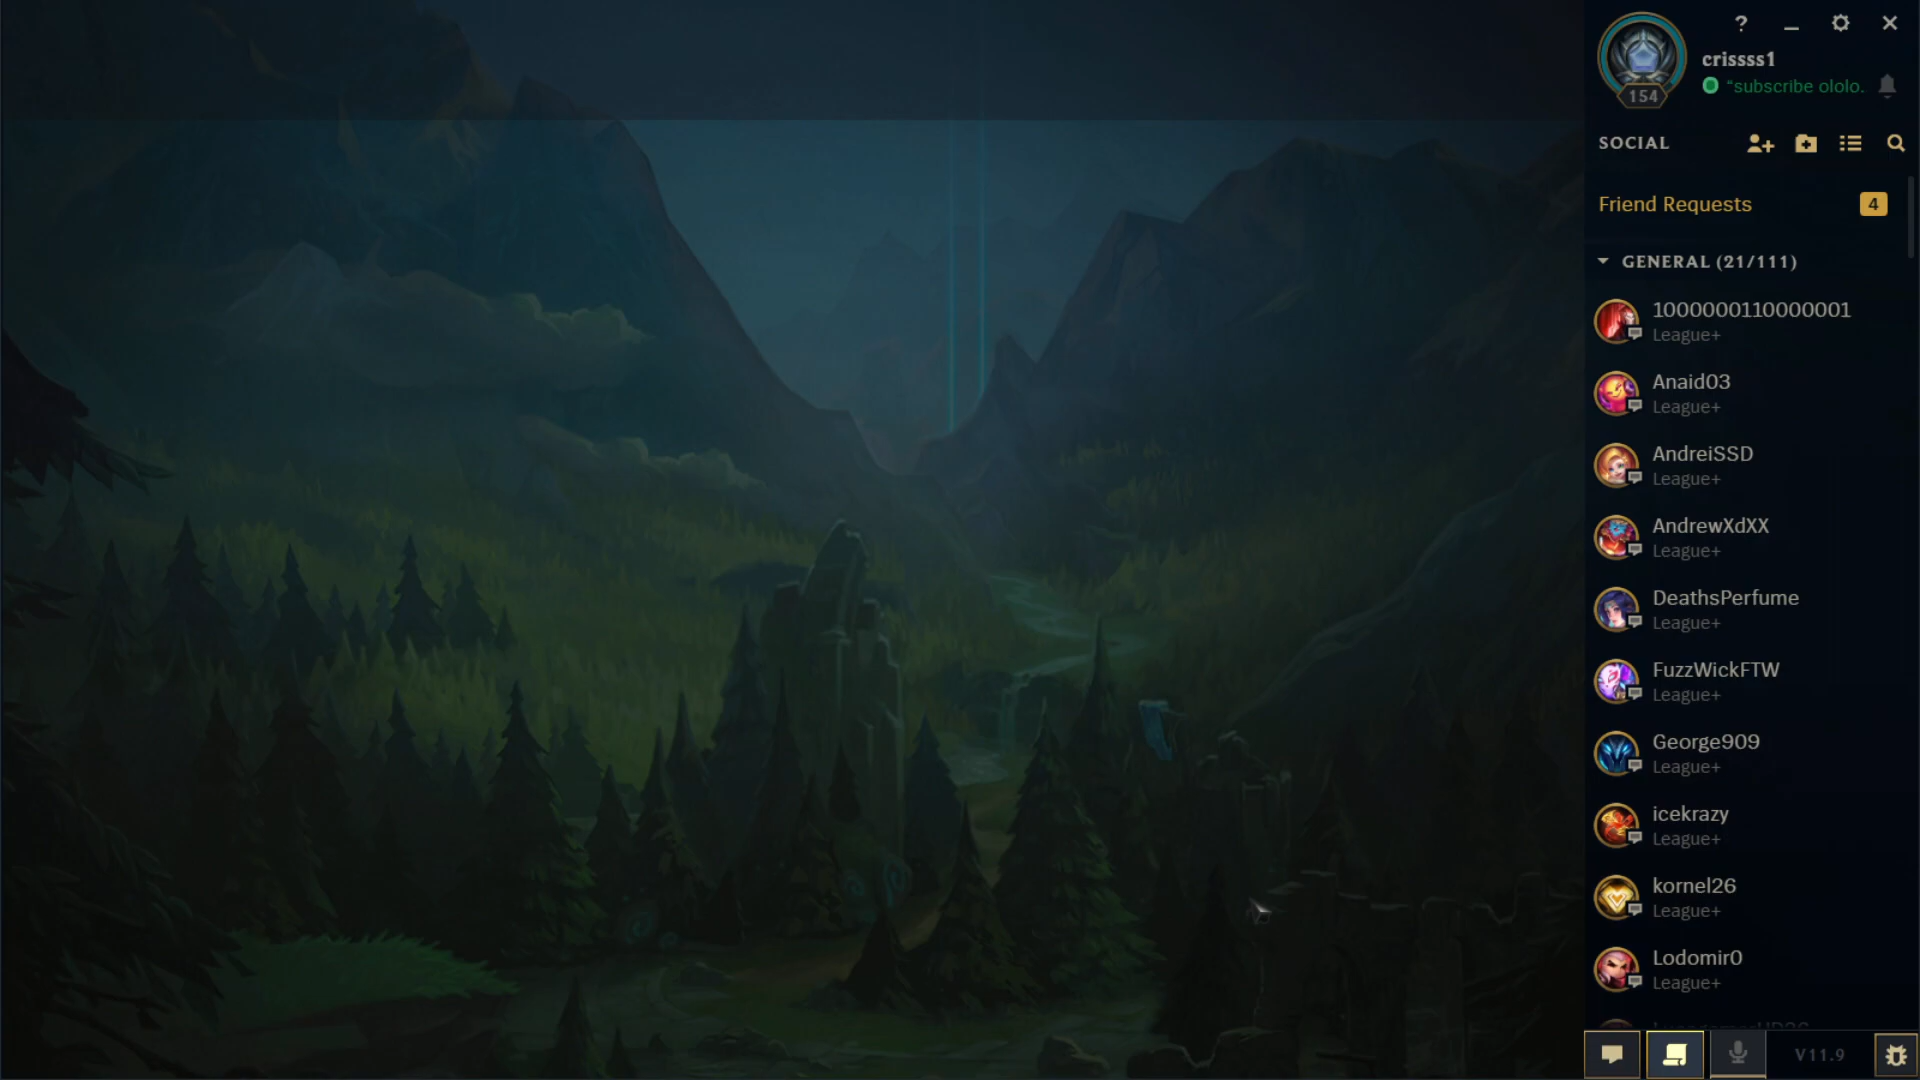 ?
154
crissss1
“subscribe ololo.
SOCIAL
Friend Requests
4
GENERAL (21/111)
1000000110000001
League+
Anaid03
League+
AndreiSSD
League+
AndrewXdXX
League+
DeathsPerfume
League+
FuzzWickFTW
League+
George909
League+
icekrazy
League+
kornel26
League+
Lodomir0
League+
V11.9